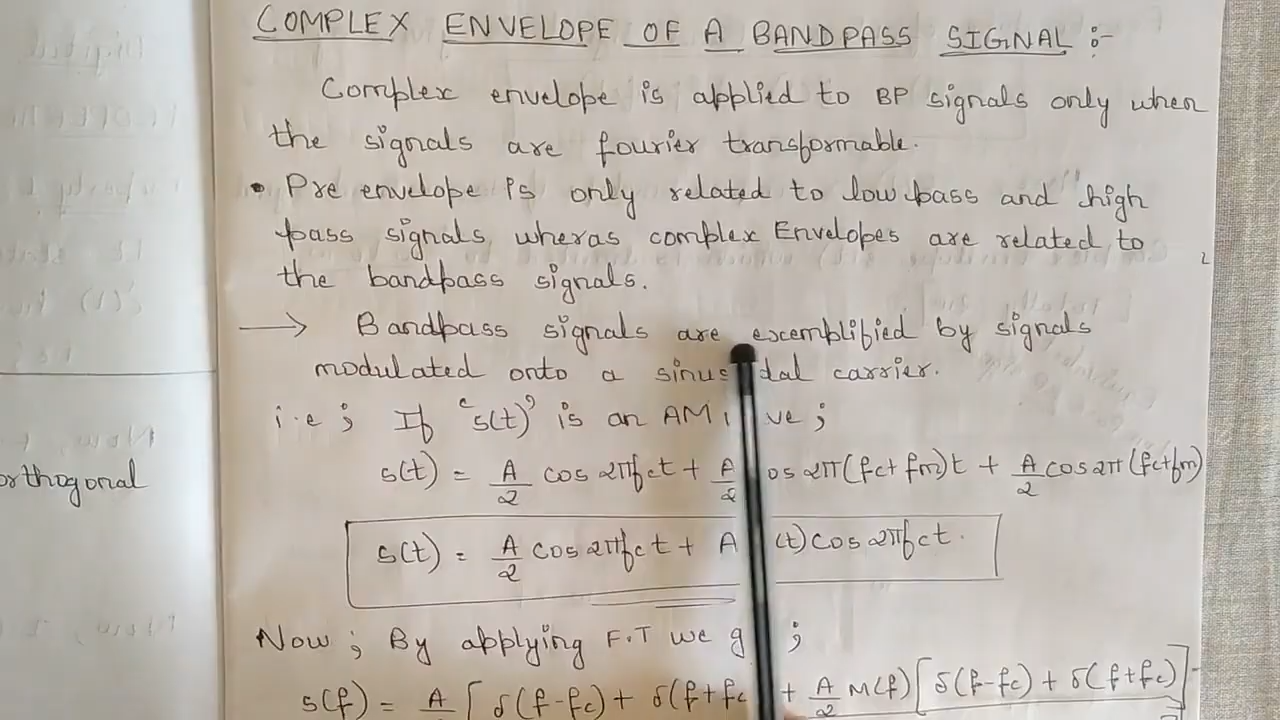 COMPLEX ENVELOPE OF A BANDPASS SIGNAL :-
Complex envelope is applied to BP signals only when
the signals are fourier transformable.
• Pre envelope is only related to low pass and "high
pass signals, wheras complex Envelopes are related to
the bandpass signals.
→ Bandpass signals are excemplified by signals
modulated onto a sinus dal carrier.
i.e ; If 's(t)' is an AM ve ;
s(t) = A/2 cos 2πfct + A/2 os 2π(fc+fm)t + A/2 cos 2π(fc+fm)
s(t) = A/2 cos 2πfct + A (t) cos 2πfct.
Now ; By applying F.T we g ;
s(f) = A [ δ(f-fc) + δ(f+fc + A/2 M(f) [ δ(f-fc) + δ(f+fc) ]
orthogonal